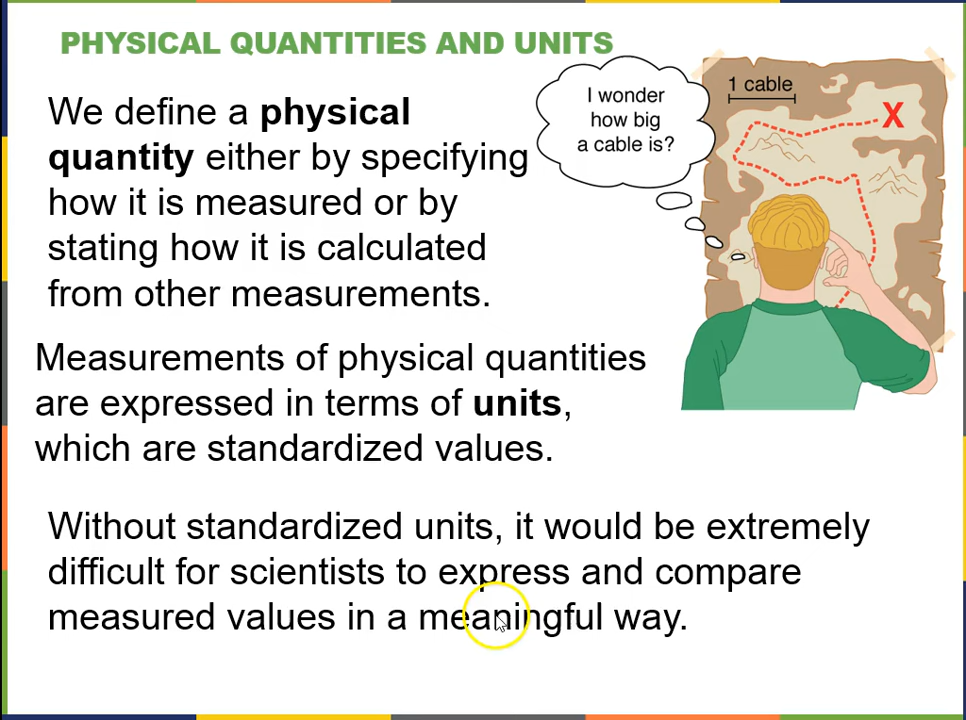 PHYSICAL QUANTITIES AND UNITS
We define a physical
quantity either by specifying
how it is measured or by
stating how it is calculated
from other measurements.
I wonder
how big
a cable is?
1 cable
X
Measurements of physical quantities
are expressed in terms of units,
which are standardized values.
Without standardized units, it would be extremely
difficult for scientists to express and compare
measured values in a meaningful way.